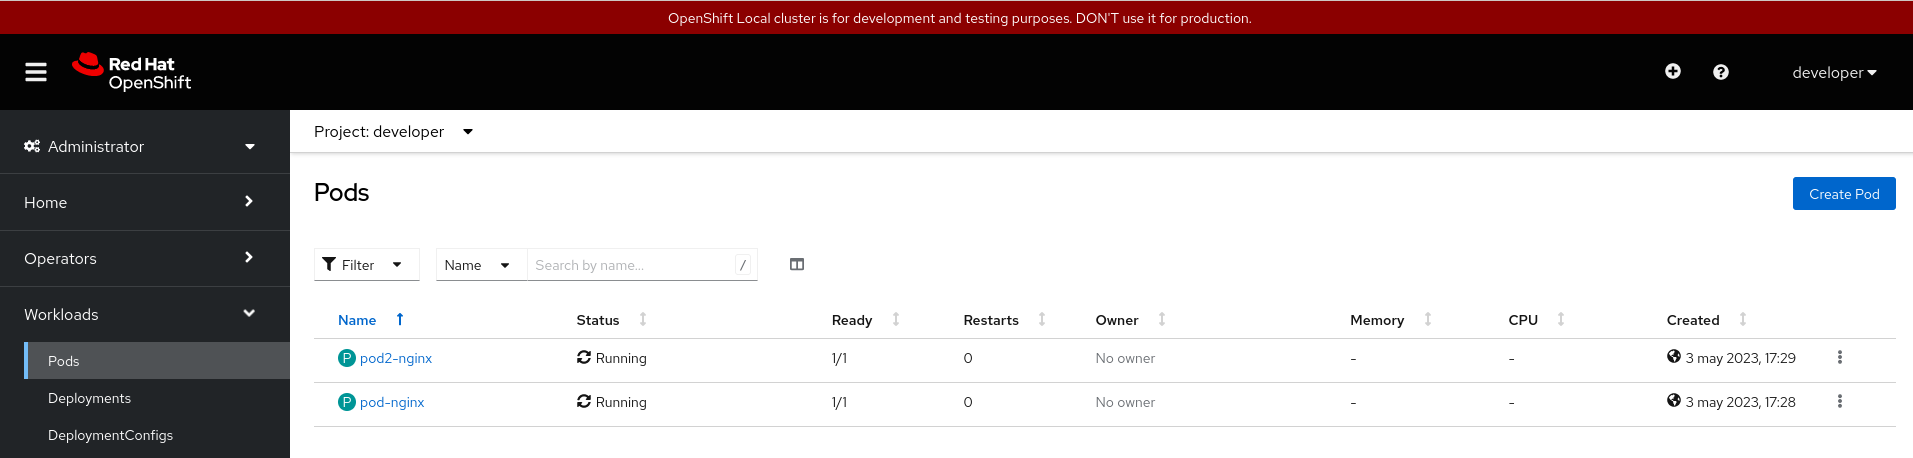 OpenShift Local cluster is for development and testing purposes. DON'T use it for production.
Red Hat
OpenShift
developer
Administrator
Home
Operators
Workloads
Pods
Deployments
DeploymentConfigs
Project: developer
Pods
Create Pod
Filter Name Search by name... /
Name Status Ready Restarts Owner Memory CPU Created
P pod2-nginx Running 1/1 0 No owner - - 3 may 2023, 17:29
P pod-nginx Running 1/1 0 No owner - - 3 may 2023, 17:28